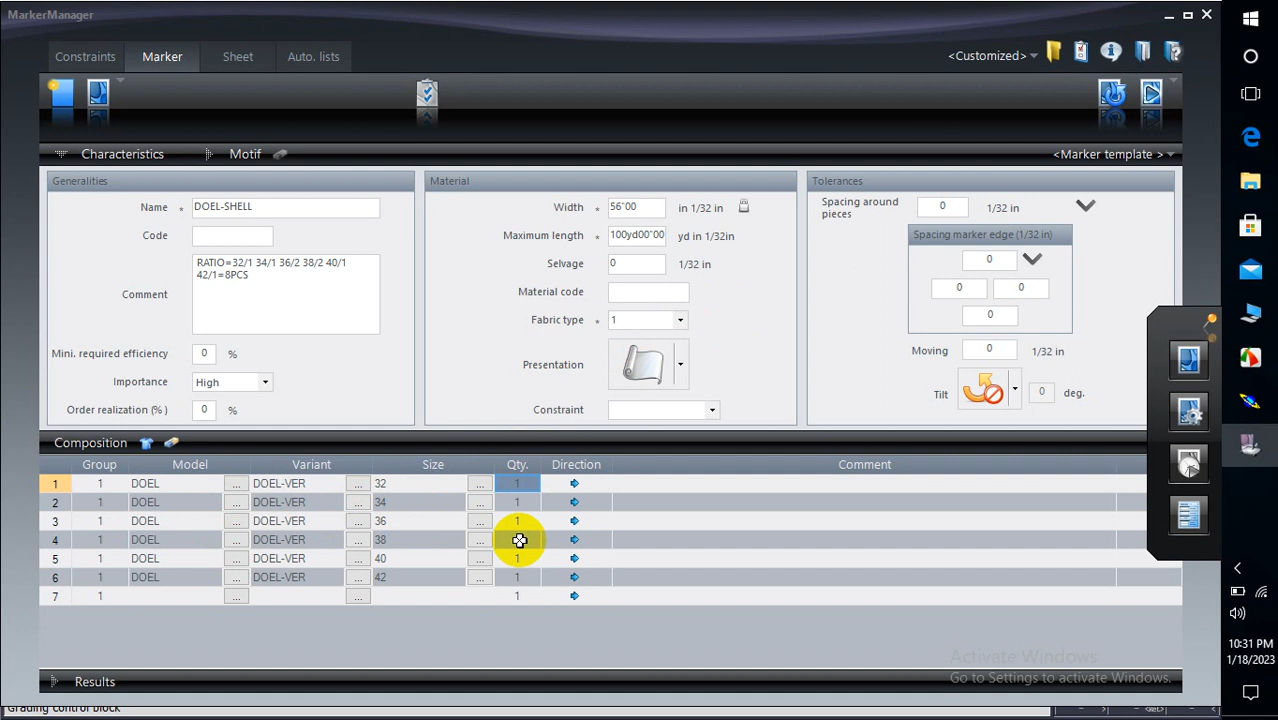 MarkerManager
Constraints Marker Sheet Auto. lists <Customized>
Characteristics Motif <Marker template >
Generalities Material Tolerances
Name * DOEL-SHELL
Code
Comment
RATIO=32/1 34/1 36/2 38/2 40/1
42/1=8PCS
Mini. required efficiency 0 %
Importance High
Order realization (% ) 0 %
Width * 56"00 in 1/32 in
Maximum length * 100yd00"00 yd in 1/32in
Selvage 0 1/32 in
Material code
Fabric type * 1
Presentation
Constraint
Spacing around
pieces
0 1/32 in
Spacing marker edge (1/32 in)
0
0 0
0
Moving 0 1/32 in
Tilt 0 deg.
Composition
Group Model Variant Size Qty. Direction Comment
1 1 DOEL ... DOEL-VER ... 32 ... 1
2 1 DOEL ... DOEL-VER ... 34 ... 1
3 1 DOEL ... DOEL-VER ... 36 ... 1
4 1 DOEL ... DOEL-VER ... 38 ...
5 1 DOEL ... DOEL-VER ... 40 ... 1
6 1 DOEL ... DOEL-VER ... 42 ... 1
7 1 ... ... 1
Results
Activate Windows
Go to Settings to activate Windows.
Grading control block
10:31 PM
1/18/2023